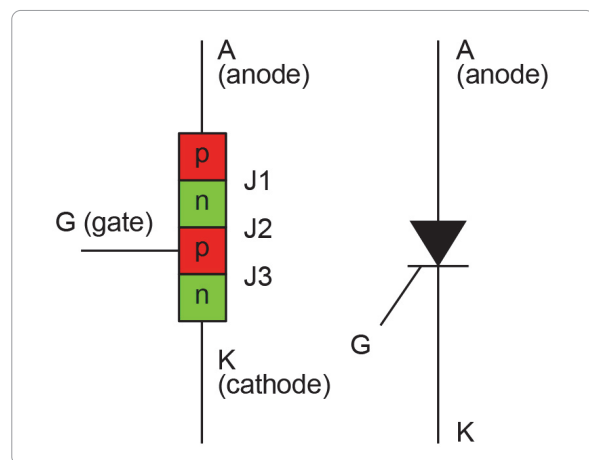 A
(anode)
p
J1
n
G (gate)
J2
p
J3
n
K
(cathode)
A
(anode)
G
K